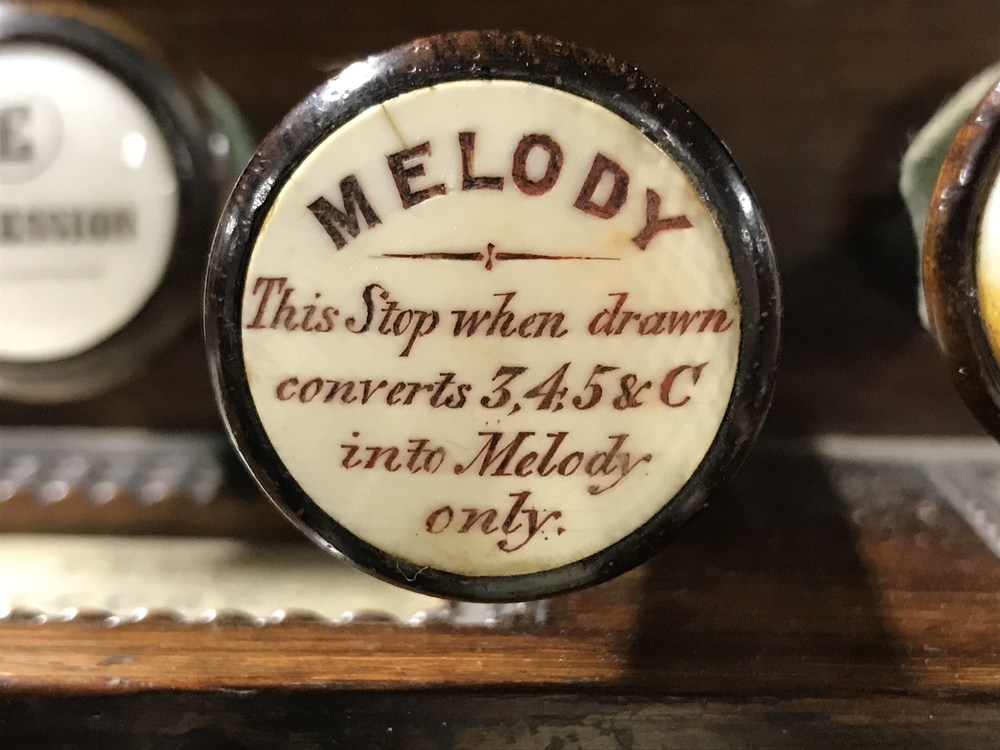 MELODY
This Stop when drawn
converts 3,4,5 & C
into Melody
only.
E